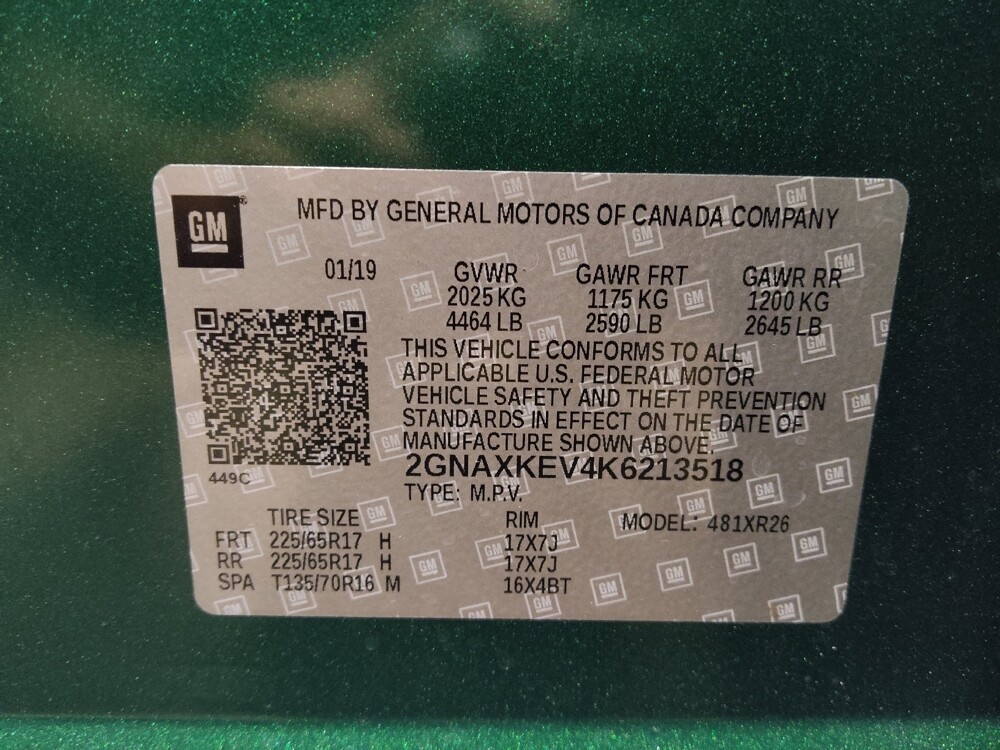 GM
MFD BY GENERAL MOTORS OF CANADA COMPANY
01/19 GVWR GAWR FRT GAWR RR
2025 KG 1175 KG 1200 KG
4464 LB 2590 LB 2645 LB
THIS VEHICLE CONFORMS TO ALL
APPLICABLE U.S. FEDERAL MOTOR
VEHICLE SAFETY AND THEFT PREVENTION
STANDARDS IN EFFECT ON THE DATE OF
MANUFACTURE SHOWN ABOVE.
2GNAXKEV4K6213518
449C
TYPE: M.P.V.
TIRE SIZE RIM MODEL: 481XR26
FRT 225/65R17 H 17X7J
RR 225/65R17 H 17X7J
SPA T135/70R16 M 16X4BT